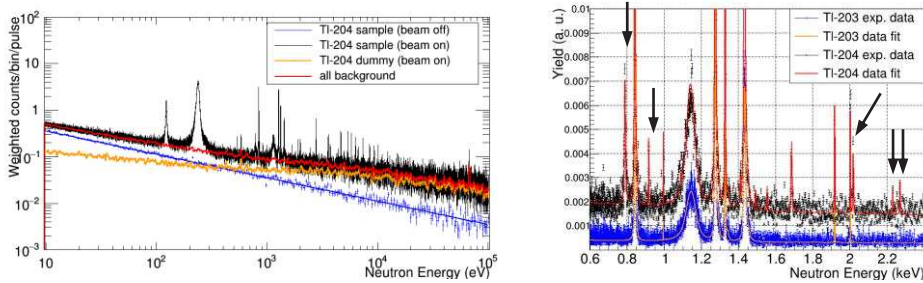 Weighted counts/bin/pulse
10²
10
1
10⁻¹
10⁻²
10⁻³
Tl-204 sample (beam off)
Tl-204 sample (beam on)
Tl-204 dummy (beam on)
all background
10
10²
10³
10⁴
10⁵
Neutron Energy (eV)
Yield (a. u.)
0.01
0.009
0.008
0.007
0.006
0.005
0.004
0.003
0.002
0.001
Tl-203 exp. data
Tl-203 data fit
Tl-204 exp. data
Tl-204 data fit
0.6
0.8
1
1.2
1.4
1.6
1.8
2
2.2
Neutron Energy (keV)